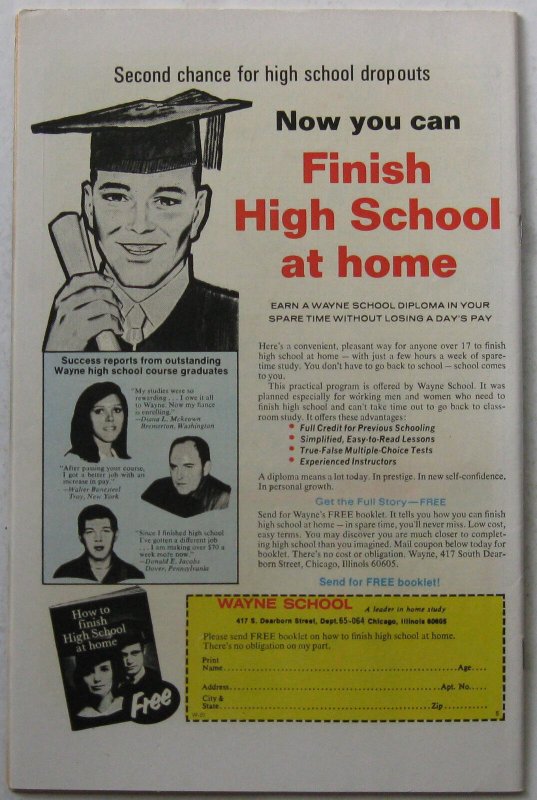 Second chance for high school dropouts
Now you can
Finish
High School
at home
EARN A WAYNE SCHOOL DIPLOMA IN YOUR
SPARE TIME WITHOUT LOSING A DAY'S PAY
Here's a convenient, pleasant way for anyone over 17 to finish
high school at home — with just a few hours a week of spare-
time study. You don't have to go back to school — school comes
to you.
This practical program is offered by Wayne School. It was
planned especially for working men and women who need to
finish high school and can't take time out to go back to class-
room study. It offers these advantages:
• Full Credit for Previous Schooling
• Simplified, Easy-to-Read Lessons
• True-False Multiple-Choice Tests
• Experienced Instructors
A diploma means a lot today. In prestige. In new self-confidence.
In personal growth.
Get the Full Story—FREE
Send for Wayne's FREE booklet. It tells you how you can finish
high school at home — in spare time, you'll never miss. Low cost,
easy terms. You may discover you are much closer to complet-
ing high school than you imagined. Mail coupon below today for
booklet. There's no cost or obligation. Wayne, 417 South Dear-
born Street, Chicago, Illinois 60605.
Send for FREE booklet!
Success reports from outstanding
Wayne high school course graduates
"My studies were so
rewarding . . . I owe it all
to Wayne. Now my fiance
is enrolling."
—Diana L. Mckeown
Bremerton, Washington
"After passing your course,
I got a better job with an
increase in pay."
—Walter
Troy, New York
"Since I finished high school
I've gotten a different job
. . . I am making over $70 a
week more now."
—Donald E. Jacobs
Dover, Pennsylvania
How to
finish
High School
at home
Free
WAYNE SCHOOL A leader in home study
417 S. Dearborn Street, Dept. 65-064 Chicago, Illinois 60605
Please send FREE booklet on how to finish high school at home.
There's no obligation on my part.
Print
Name Age
Address Apt. No.
City &
State Zip